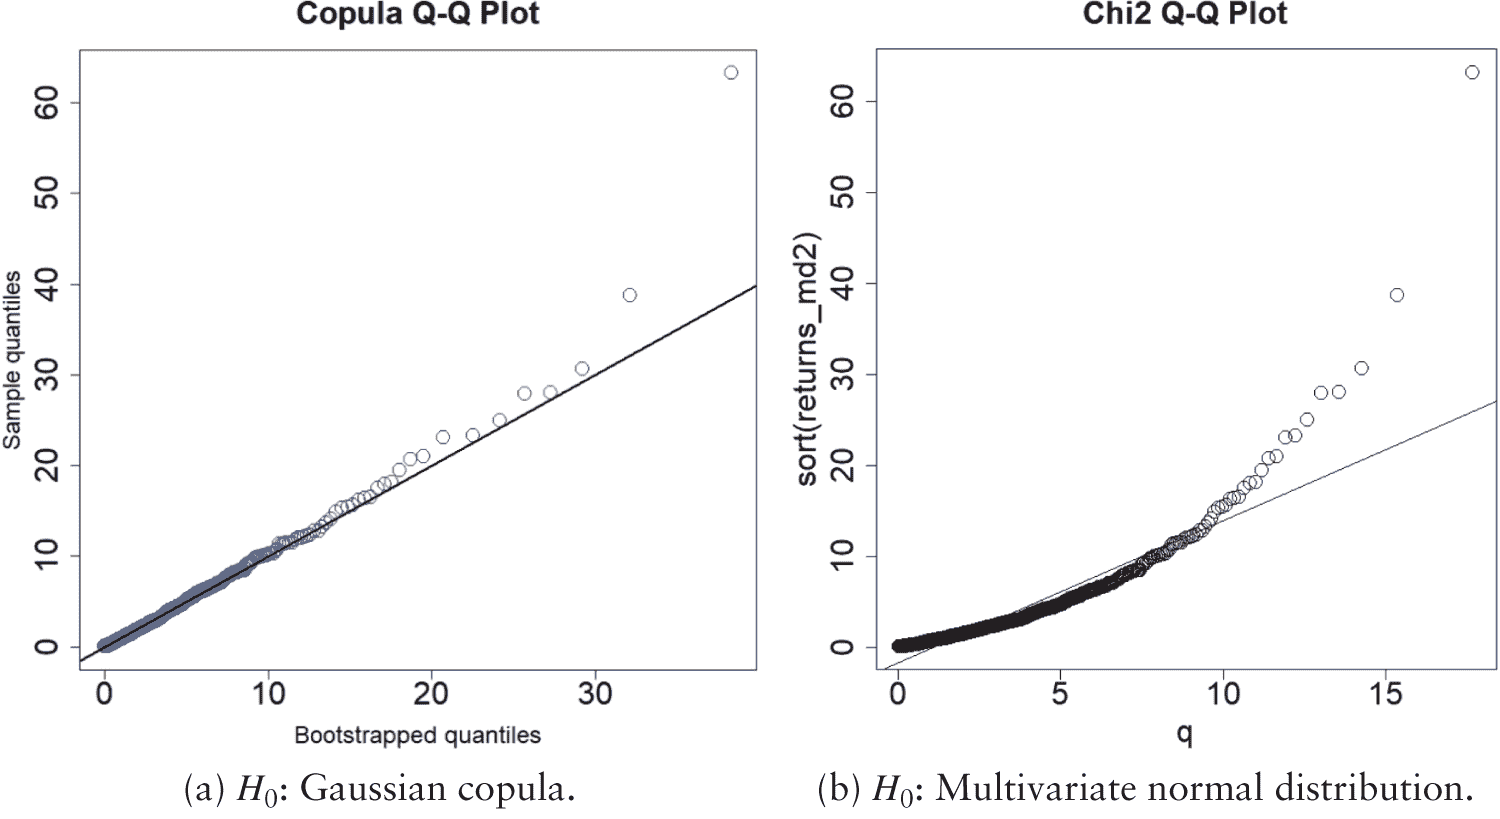 Copula Q-Q Plot
Sample quantiles
60
50
40
30
20
10
0
0 10 20 30
Bootstrapped quantiles
(a) H0: Gaussian copula.
Chi2 Q-Q Plot
sort(returns_md2)
60
50
40
30
20
10
0
0 5 10 15
q
(b) H0: Multivariate normal distribution.